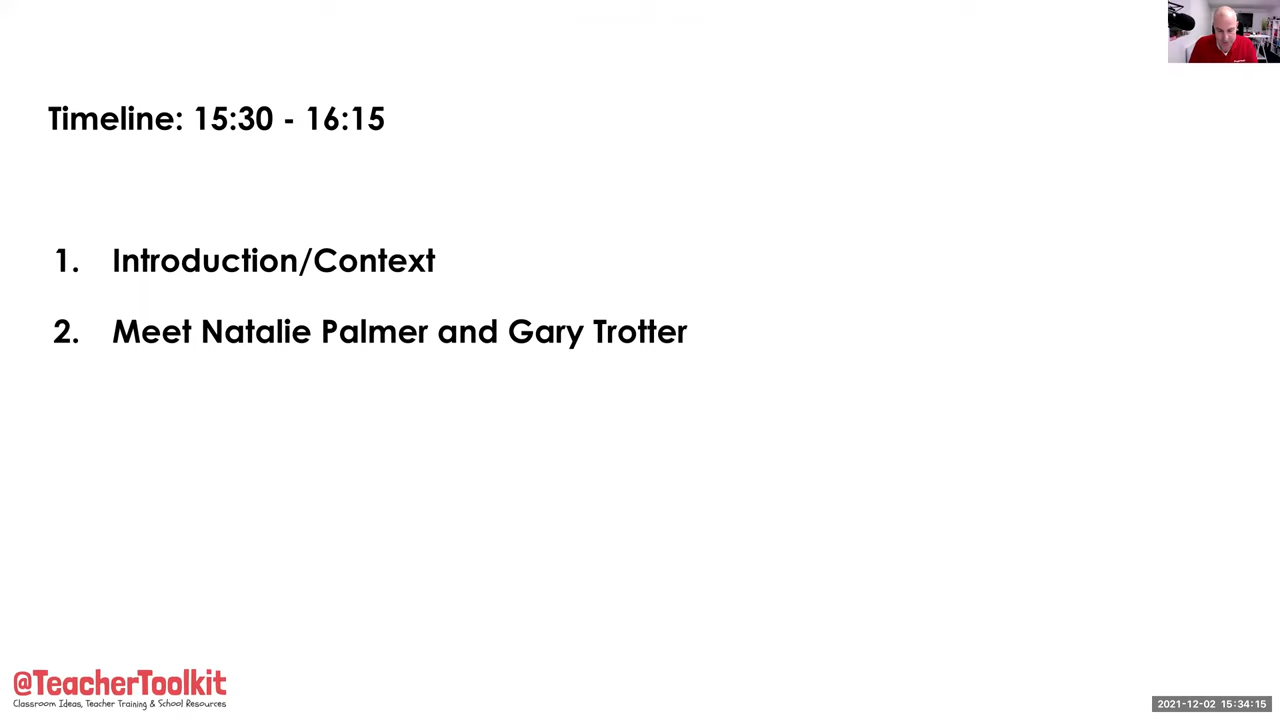 Timeline: 15:30 - 16:15
1. Introduction/Context
2. Meet Natalie Palmer and Gary Trotter
@TeacherToolkit
Classroom Ideas, Teacher Training & School Resources
2021-12-02 15:34:15